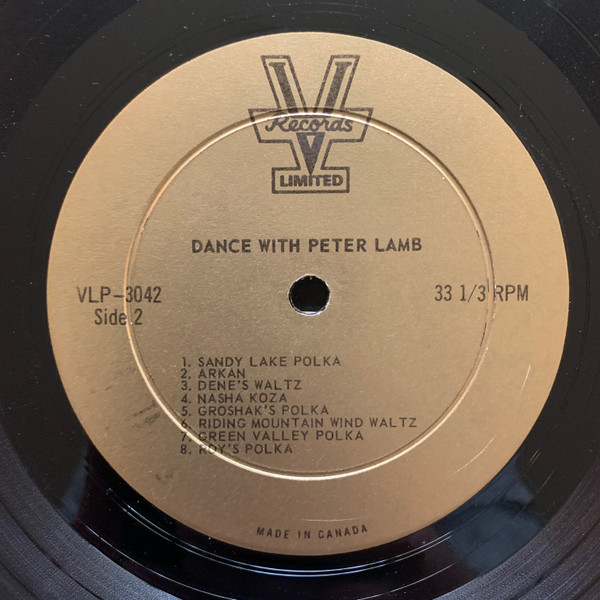 V
Records
LIMITED
DANCE WITH PETER LAMB
VLP-3042
Side 2
33 1/3 RPM
1. SANDY LAKE POLKA
2. ARKAN
3. DENE'S WALTZ
4. NASHA KOZA
5. GROSHAK'S POLKA
6. RIDING MOUNTAIN WIND WALTZ
7. GREEN VALLEY POLKA
8. ROY'S POLKA
MADE IN CANADA